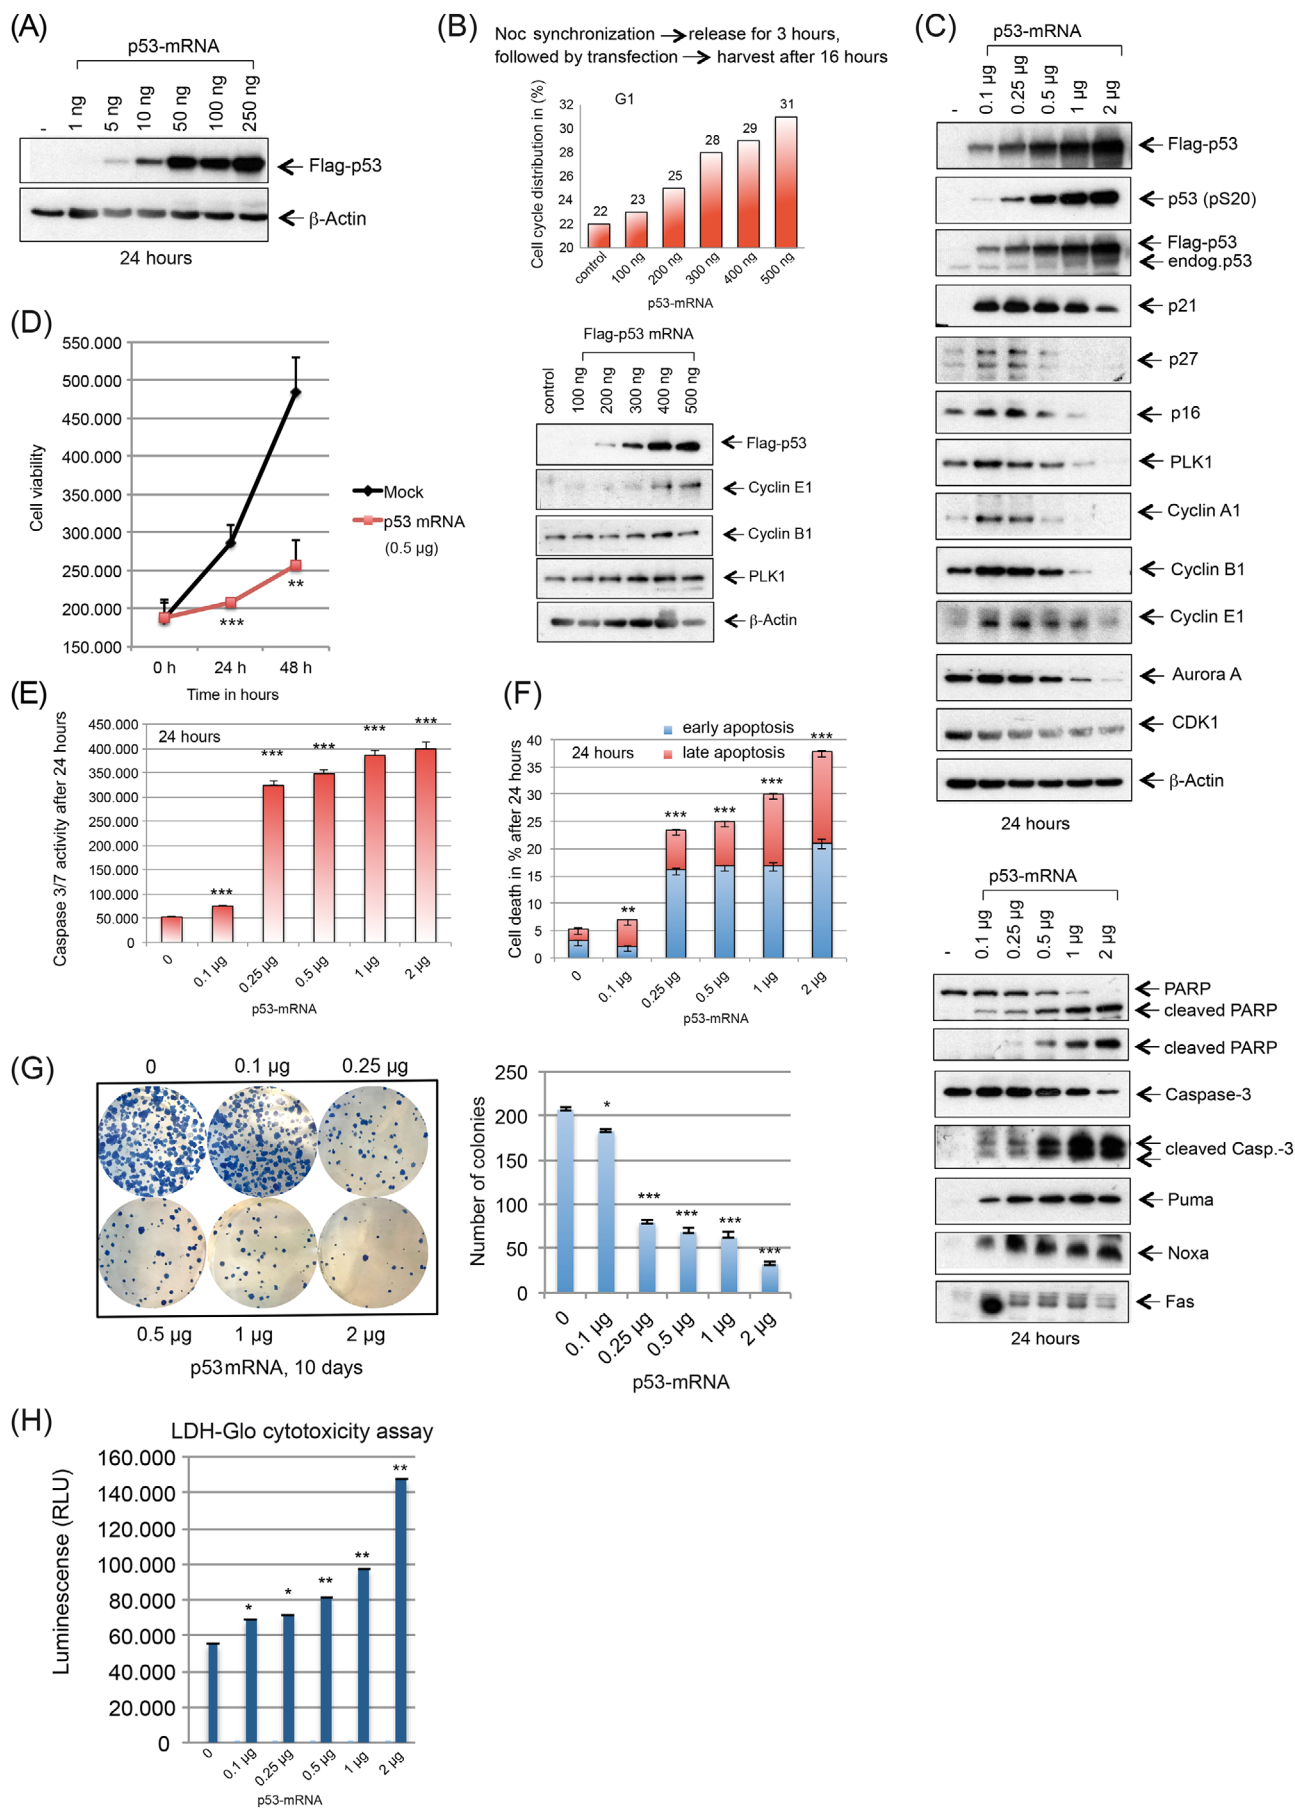 (A)
p53-mRNA
-
1 ng
5 ng
10 ng
50 ng
100 ng
250 ng
Flag-p53
β-Actin
24 hours
(B)
Noc synchronization → release for 3 hours,
followed by transfection → harvest after 16 hours
G1
Cell cycle distribution in (%)
32
30
28
26
24
22
20
22
23
25
28
29
31
control
100 ng
200 ng
300 ng
400 ng
500 ng
p53-mRNA
Flag-p53 mRNA
control
100 ng
200 ng
300 ng
400 ng
500 ng
Flag-p53
Cyclin E1
Cyclin B1
PLK1
β-Actin
(C)
p53-mRNA
-
0.1 µg
0.25 µg
0.5 µg
1 µg
2 µg
Flag-p53
p53 (pS20)
Flag-p53
endog.p53
p21
p27
p16
PLK1
Cyclin A1
Cyclin B1
Cyclin E1
Aurora A
CDK1
β-Actin
24 hours
p53-mRNA
-
0.1 µg
0.25 µg
0.5 µg
1 µg
2 µg
PARP
cleaved PARP
cleaved PARP
Caspase-3
cleaved Casp.-3
Puma
Noxa
Fas
24 hours
(D)
Cell viability
550.000
500.000
450.000
400.000
350.000
300.000
250.000
200.000
150.000
***
**
0 h
24 h
48 h
Time in hours
Mock
p53 mRNA
(0.5 µg)
(E)
Caspase 3/7 activity after 24 hours
450.000
400.000
350.000
300.000
250.000
200.000
150.000
100.000
50.000
0
24 hours
***
***
***
***
***
0
0.1 µg
0.25 µg
0.5 µg
1 µg
2 µg
p53-mRNA
(F)
early apoptosis
late apoptosis
24 hours
Cell death in % after 24 hours
40
35
30
25
20
15
10
5
0
**
***
***
***
***
0
0.1 µg
0.25 µg
0.5 µg
1 µg
2 µg
p53-mRNA
(G)
0
0.1 µg
0.25 µg
0.5 µg
1 µg
2 µg
p53mRNA, 10 days
Number of colonies
250
200
150
100
50
0
*
***
***
***
***
0
0.1 µg
0.25 µg
0.5 µg
1 µg
2 µg
p53-mRNA
(H)
LDH-Glo cytotoxicity assay
Luminescense (RLU)
160.000
140.000
120.000
100.000
80.000
60.000
40.000
20.000
0
*
*
**
**
**
0
0.1 µg
0.25 µg
0.5 µg
1 µg
2 µg
p53-mRNA